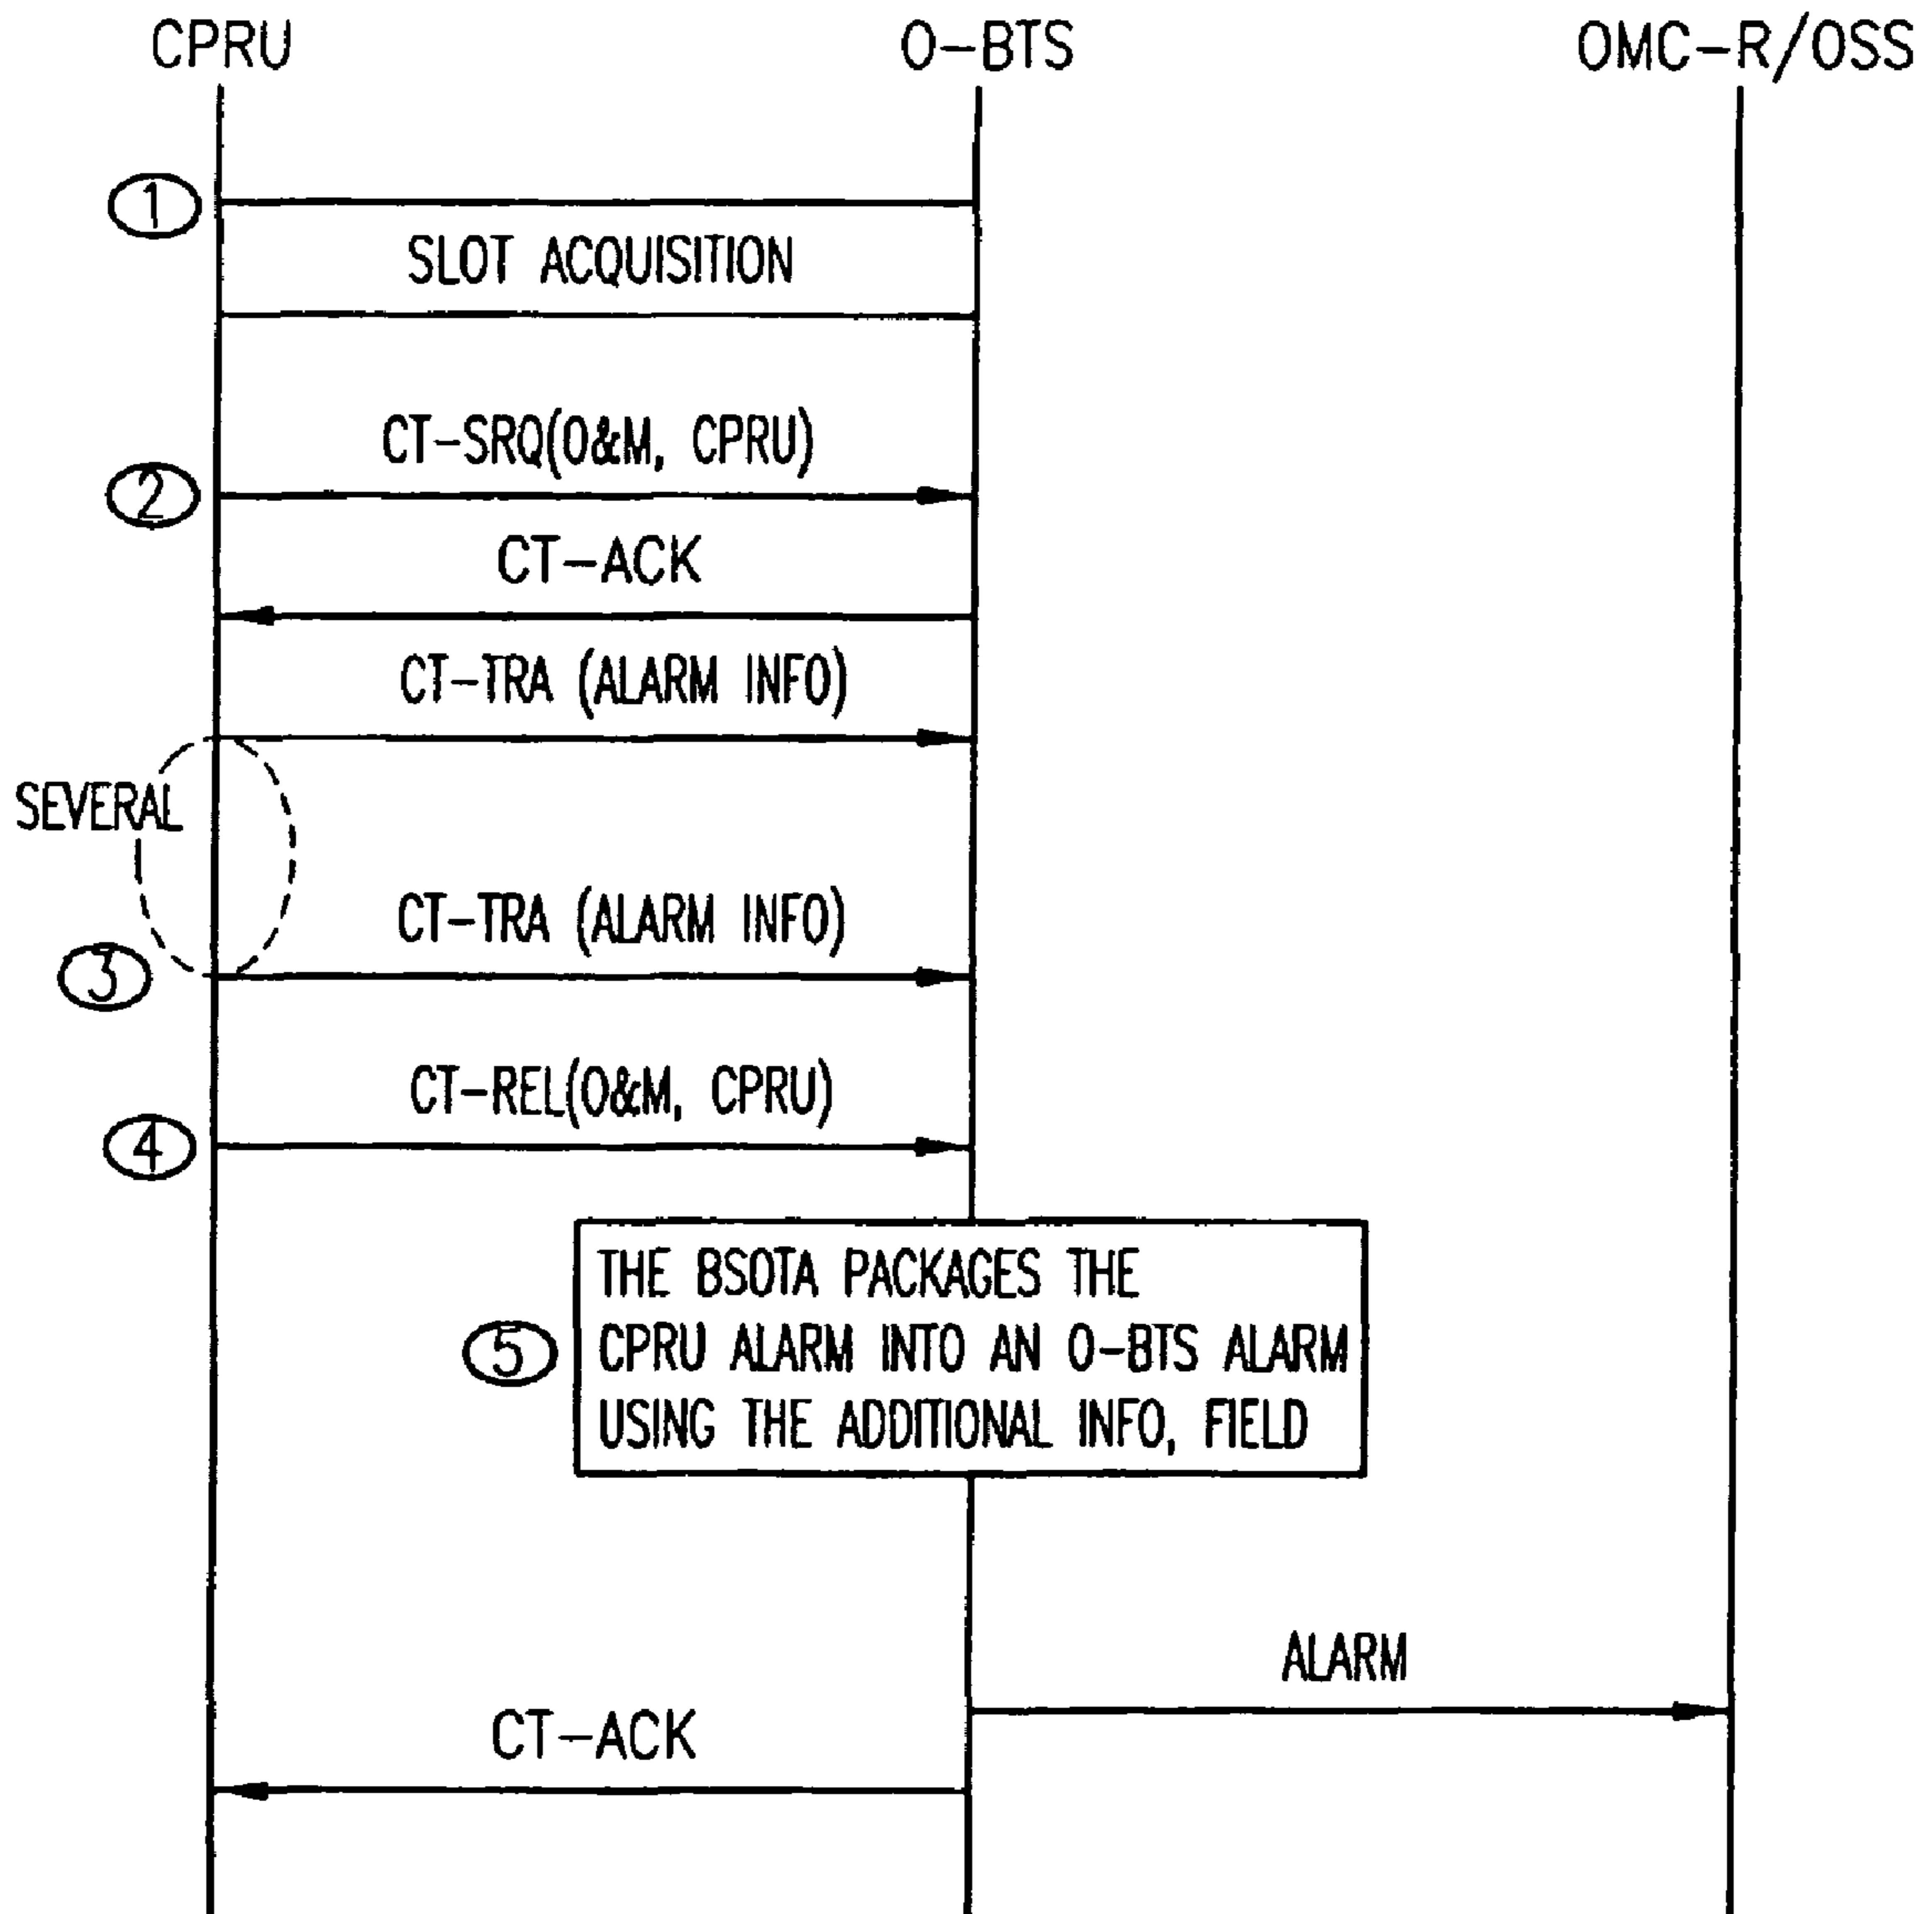 CPRU
O-BTS
OMC-R/OSS
1
SLOT ACQUISITION
CT-SRQ(O&M, CPRU)
2
CT-ACK
CT-TRA (ALARM INFO)
SEVERAL
CT-TRA (ALARM INFO)
3
CT-REL(O&M, CPRU)
4
THE BSOTA PACKAGES THE
5
CPRU ALARM INTO AN O-BTS ALARM
USING THE ADDITIONAL INFO, FIELD
ALARM
CT-ACK